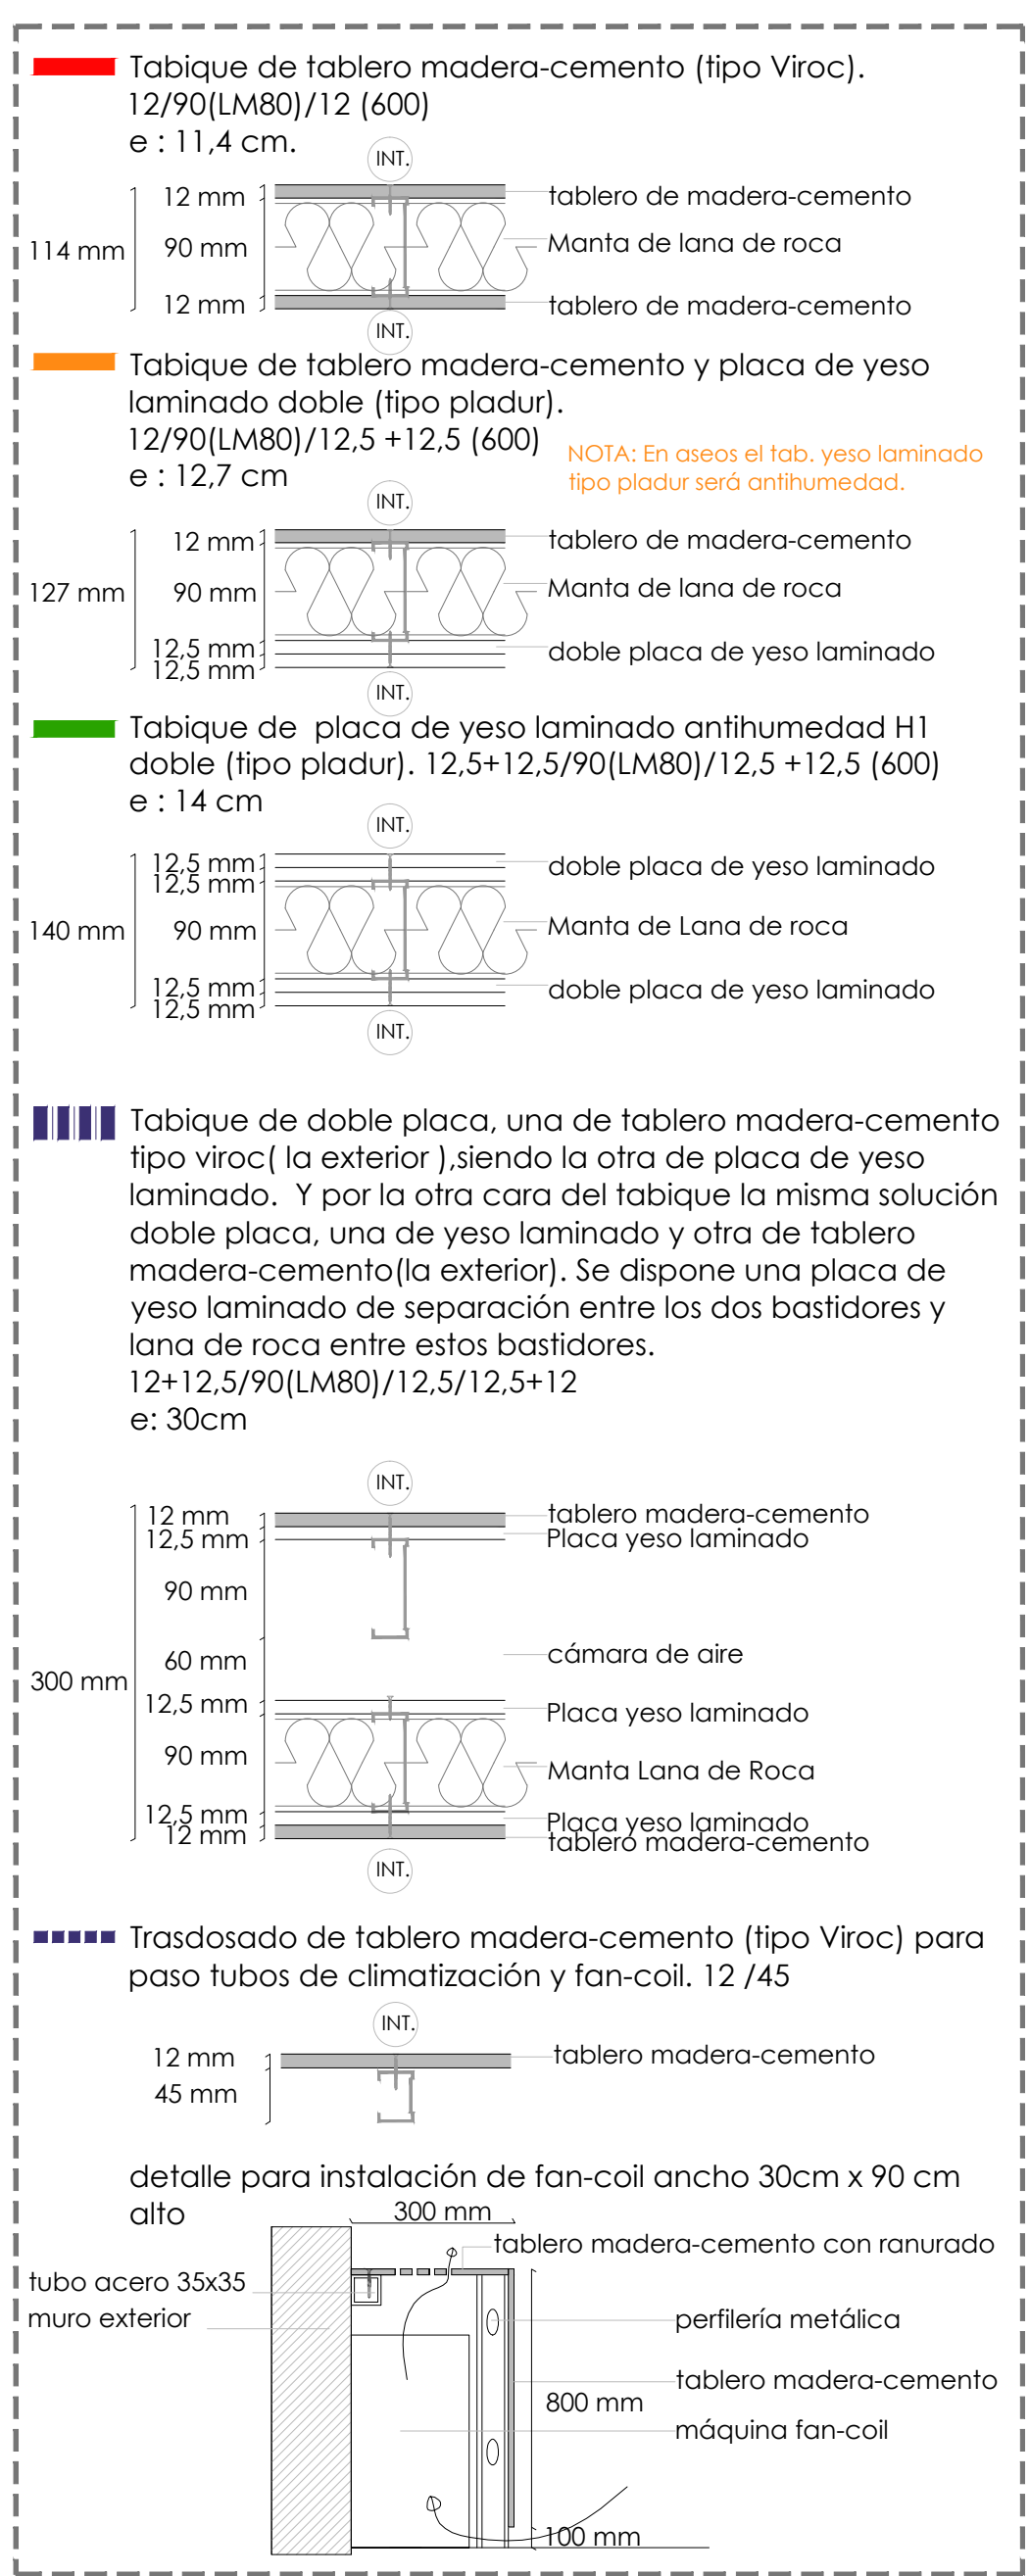 Tabique de tablero madera-cemento (tipo Viroc).
12/90(LM80)/12 (600)
e : 11,4 cm.
INT.
12 mm
tablero de madera-cemento
114 mm
90 mm
Manta de lana de roca
12 mm
tablero de madera-cemento
INT.
Tabique de tablero madera-cemento y placa de yeso
laminado doble (tipo pladur).
12/90(LM80)/12,5 +12,5 (600)
e : 12,7 cm
NOTA: En aseos el tab. yeso laminado
tipo pladur será antihumedad.
INT.
12 mm
tablero de madera-cemento
127 mm
90 mm
Manta de lana de roca
12,5 mm
12,5 mm
doble placa de yeso laminado
INT.
Tabique de  placa de yeso laminado antihumedad H1
doble (tipo pladur). 12,5+12,5/90(LM80)/12,5 +12,5 (600)
e : 14 cm
INT.
12,5 mm
12,5 mm
doble placa de yeso laminado
140 mm
90 mm
Manta de Lana de roca
12,5 mm
12,5 mm
doble placa de yeso laminado
INT.
Tabique de doble placa, una de tablero madera-cemento
tipo viroc( la exterior ),siendo la otra de placa de yeso
laminado.  Y por la otra cara del tabique la misma solución
doble placa, una de yeso laminado y otra de tablero
madera-cemento(la exterior). Se dispone una placa de
yeso laminado de separación entre los dos bastidores y
lana de roca entre estos bastidores.
12+12,5/90(LM80)/12,5/12,5+12
e: 30cm
INT.
12 mm
tablero madera-cemento
12,5 mm
Placa yeso laminado
90 mm
60 mm
cámara de aire
300 mm
12,5 mm
Placa yeso laminado
90 mm
Manta Lana de Roca
12,5 mm
Placa yeso laminado
12 mm
tablero madera-cemento
INT.
Trasdosado de tablero madera-cemento (tipo Viroc) para
paso tubos de climatización y fan-coil. 12 /45
INT.
12 mm
tablero madera-cemento
45 mm
detalle para instalación de fan-coil ancho 30cm x 90 cm
alto
300 mm
tablero madera-cemento con ranurado
tubo acero 35x35
muro exterior
perfilería metálica
tablero madera-cemento
800 mm
máquina fan-coil
100 mm